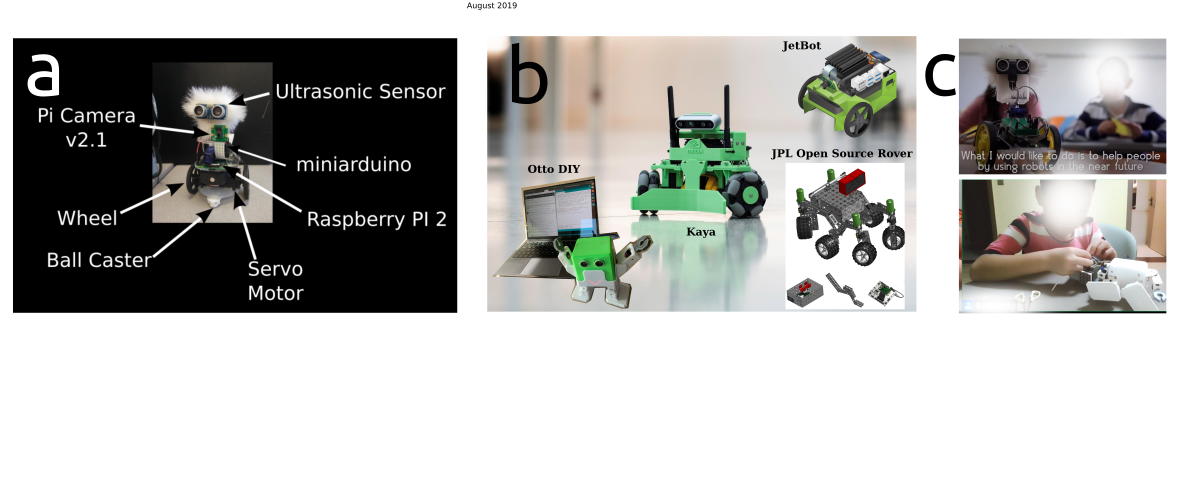 August 2019
a
Pi Camera
v2.1
Wheel
Ball Caster
Ultrasonic Sensor
miniarduino
Raspberry PI 2
Servo
Motor
b
JetBot
JPL Open Source Rover
Otto DIY
Kaya
c
What I would like to do is to help people
by using robots in the near future